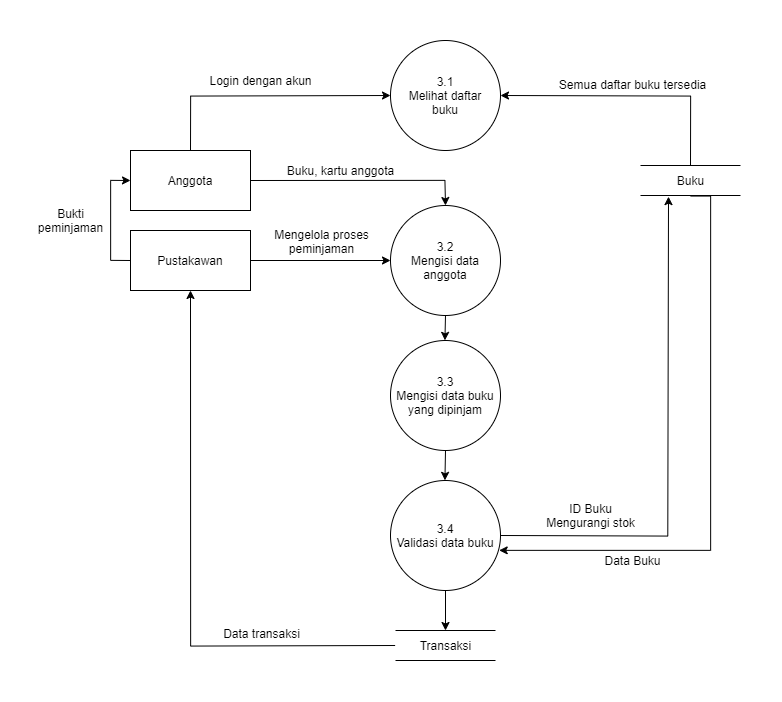 Login dengan akun
3.1
Melihat daftar
buku
Semua daftar buku tersedia
Anggota
Buku, kartu anggota
Buku
Bukti
peminjaman
Pustakawan
Mengelola proses
peminjaman
3.2
Mengisi data
anggota
3.3
Mengisi data buku
yang dipinjam
3.4
Validasi data buku
ID Buku
Mengurangi stok
Data Buku
Data transaksi
Transaksi